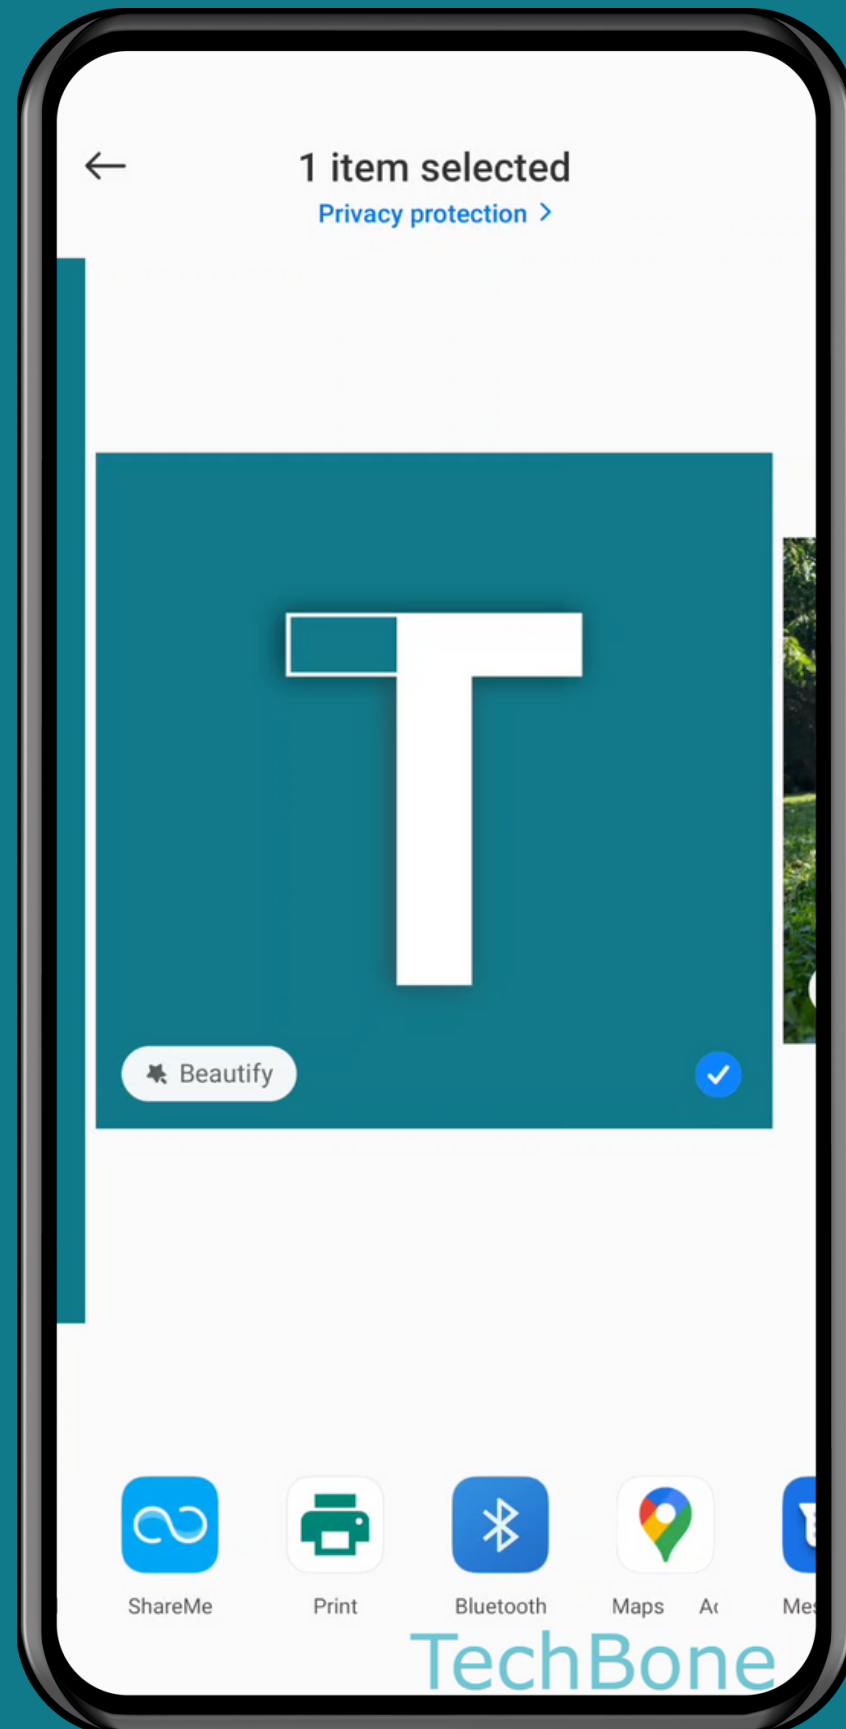 1 item selected
Privacy protection
T
Beautify
ShareMe
Print
Bluetooth
Maps
TechBone